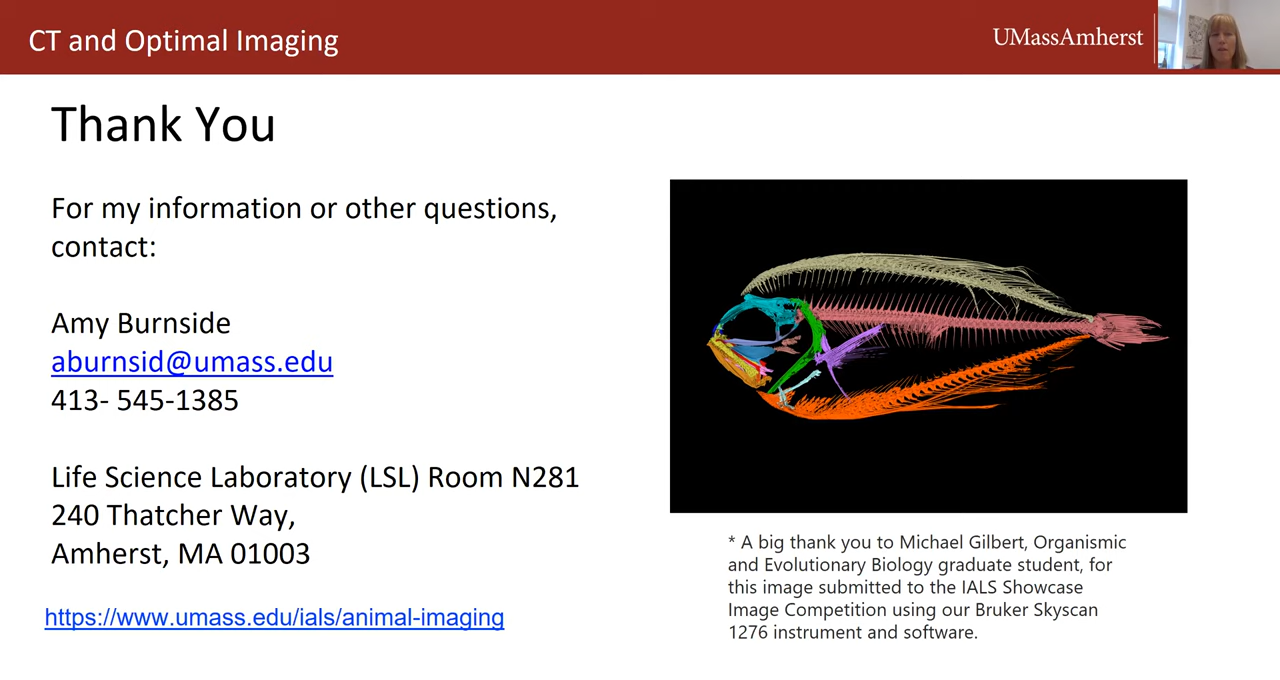 CT and Optimal Imaging
UMassAmherst
Thank You
For my information or other questions,
contact:
Amy Burnside
aburnsid@umass.edu
413- 545-1385
Life Science Laboratory (LSL) Room N281
240 Thatcher Way,
Amherst, MA 01003
https://www.umass.edu/ials/animal-imaging
* A big thank you to Michael Gilbert, Organismic
and Evolutionary Biology graduate student, for
this image submitted to the IALS Showcase
Image Competition using our Bruker Skyscan
1276 instrument and software.